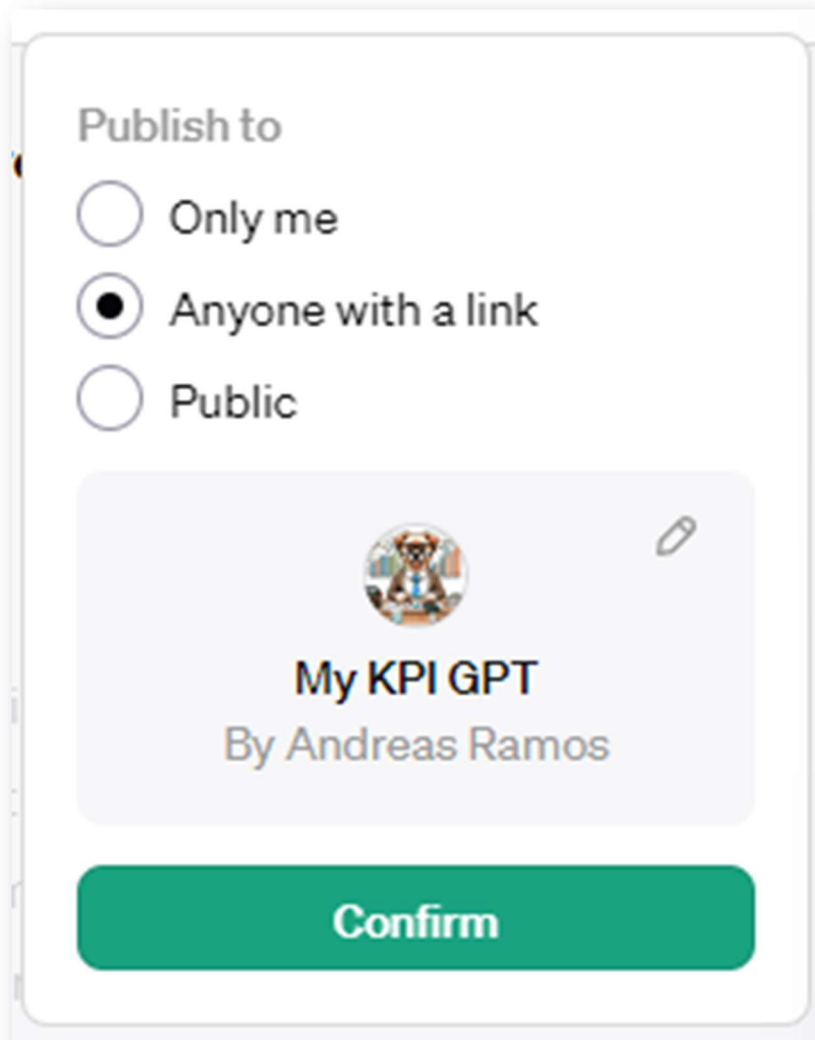 Publish to
Only me
Anyone with a link
Public
My KPI GPT
By Andreas Ramos
Confirm